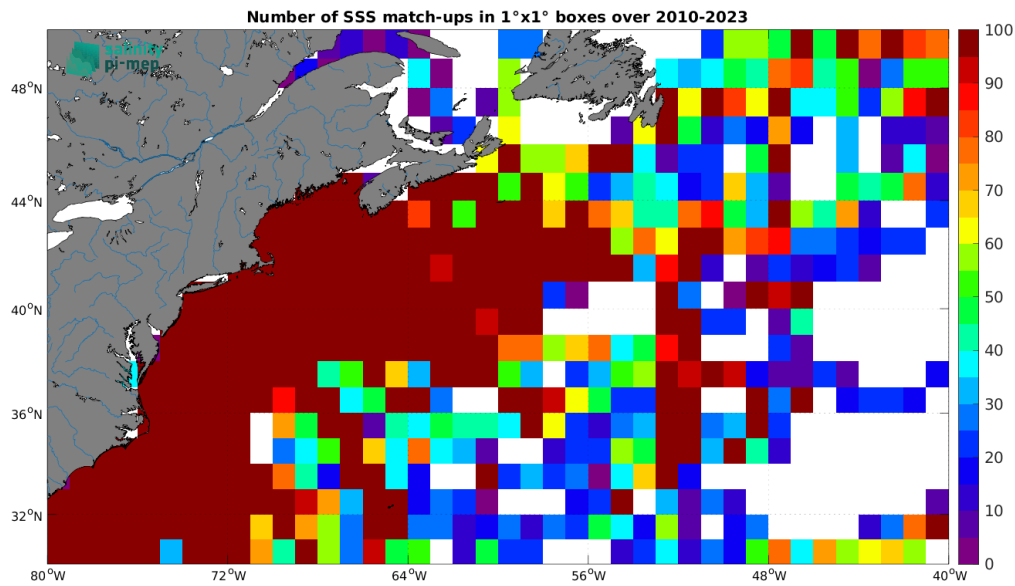 Number of SSS match-ups in 1°x1° boxes over 2010-2023
salinity
pi-mep
48°N
44°N
40°N
36°N
32°N
80°W
72°W
64°W
56°W
48°W
40°W
100
90
80
70
60
50
40
30
20
10
0